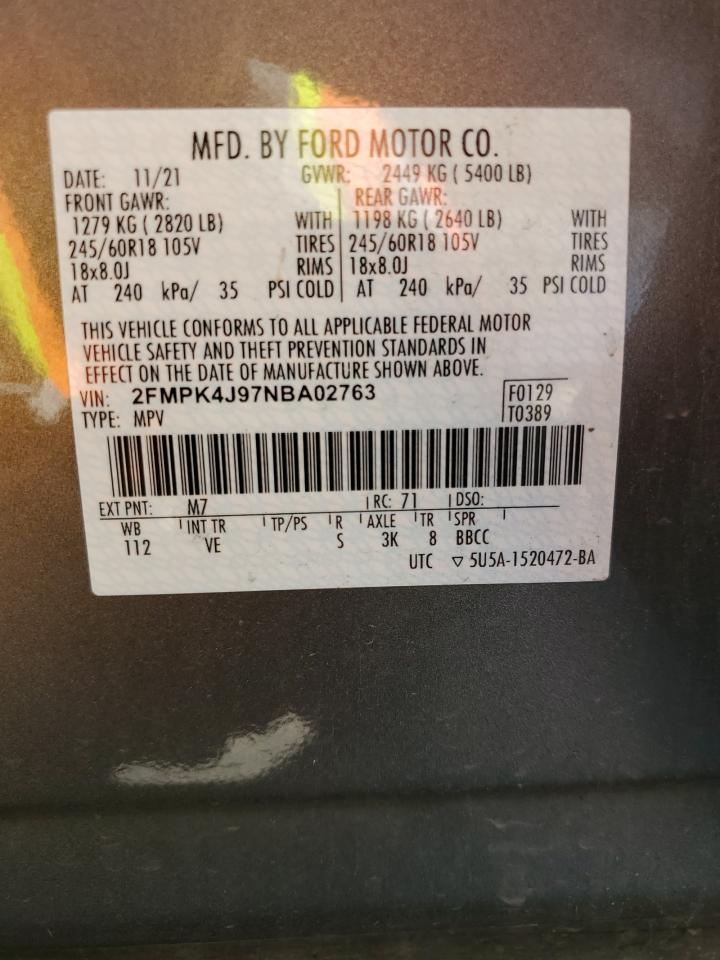 MFD. BY FORD MOTOR CO.
DATE: 11/21 GVWR: 2449 KG ( 5400 LB)
FRONT GAWR: REAR GAWR:
1279 KG ( 2820 LB) WITH 1198 KG ( 2640 LB) WITH
245/60R18 105V TIRES 245/60R18 105V TIRES
18x8.0J RIMS 18x8.0J RIMS
AT 240 kPa/ 35 PSI COLD AT 240 kPa/ 35 PSI COLD
THIS VEHICLE CONFORMS TO ALL APPLICABLE FEDERAL MOTOR
VEHICLE SAFETY AND THEFT PREVENTION STANDARDS IN
EFFECT ON THE DATE OF MANUFACTURE SHOWN ABOVE.
VIN: 2FMPK4J97NBA02763 F0129
TYPE: MPV T0389
EXT PNT: M7 RC: 71 DSO:
WB INT TR TP/PS R AXLE TR SPR
112 VE S 3K 8 BBCC
UTC ▽ 5U5A-1520472-BA